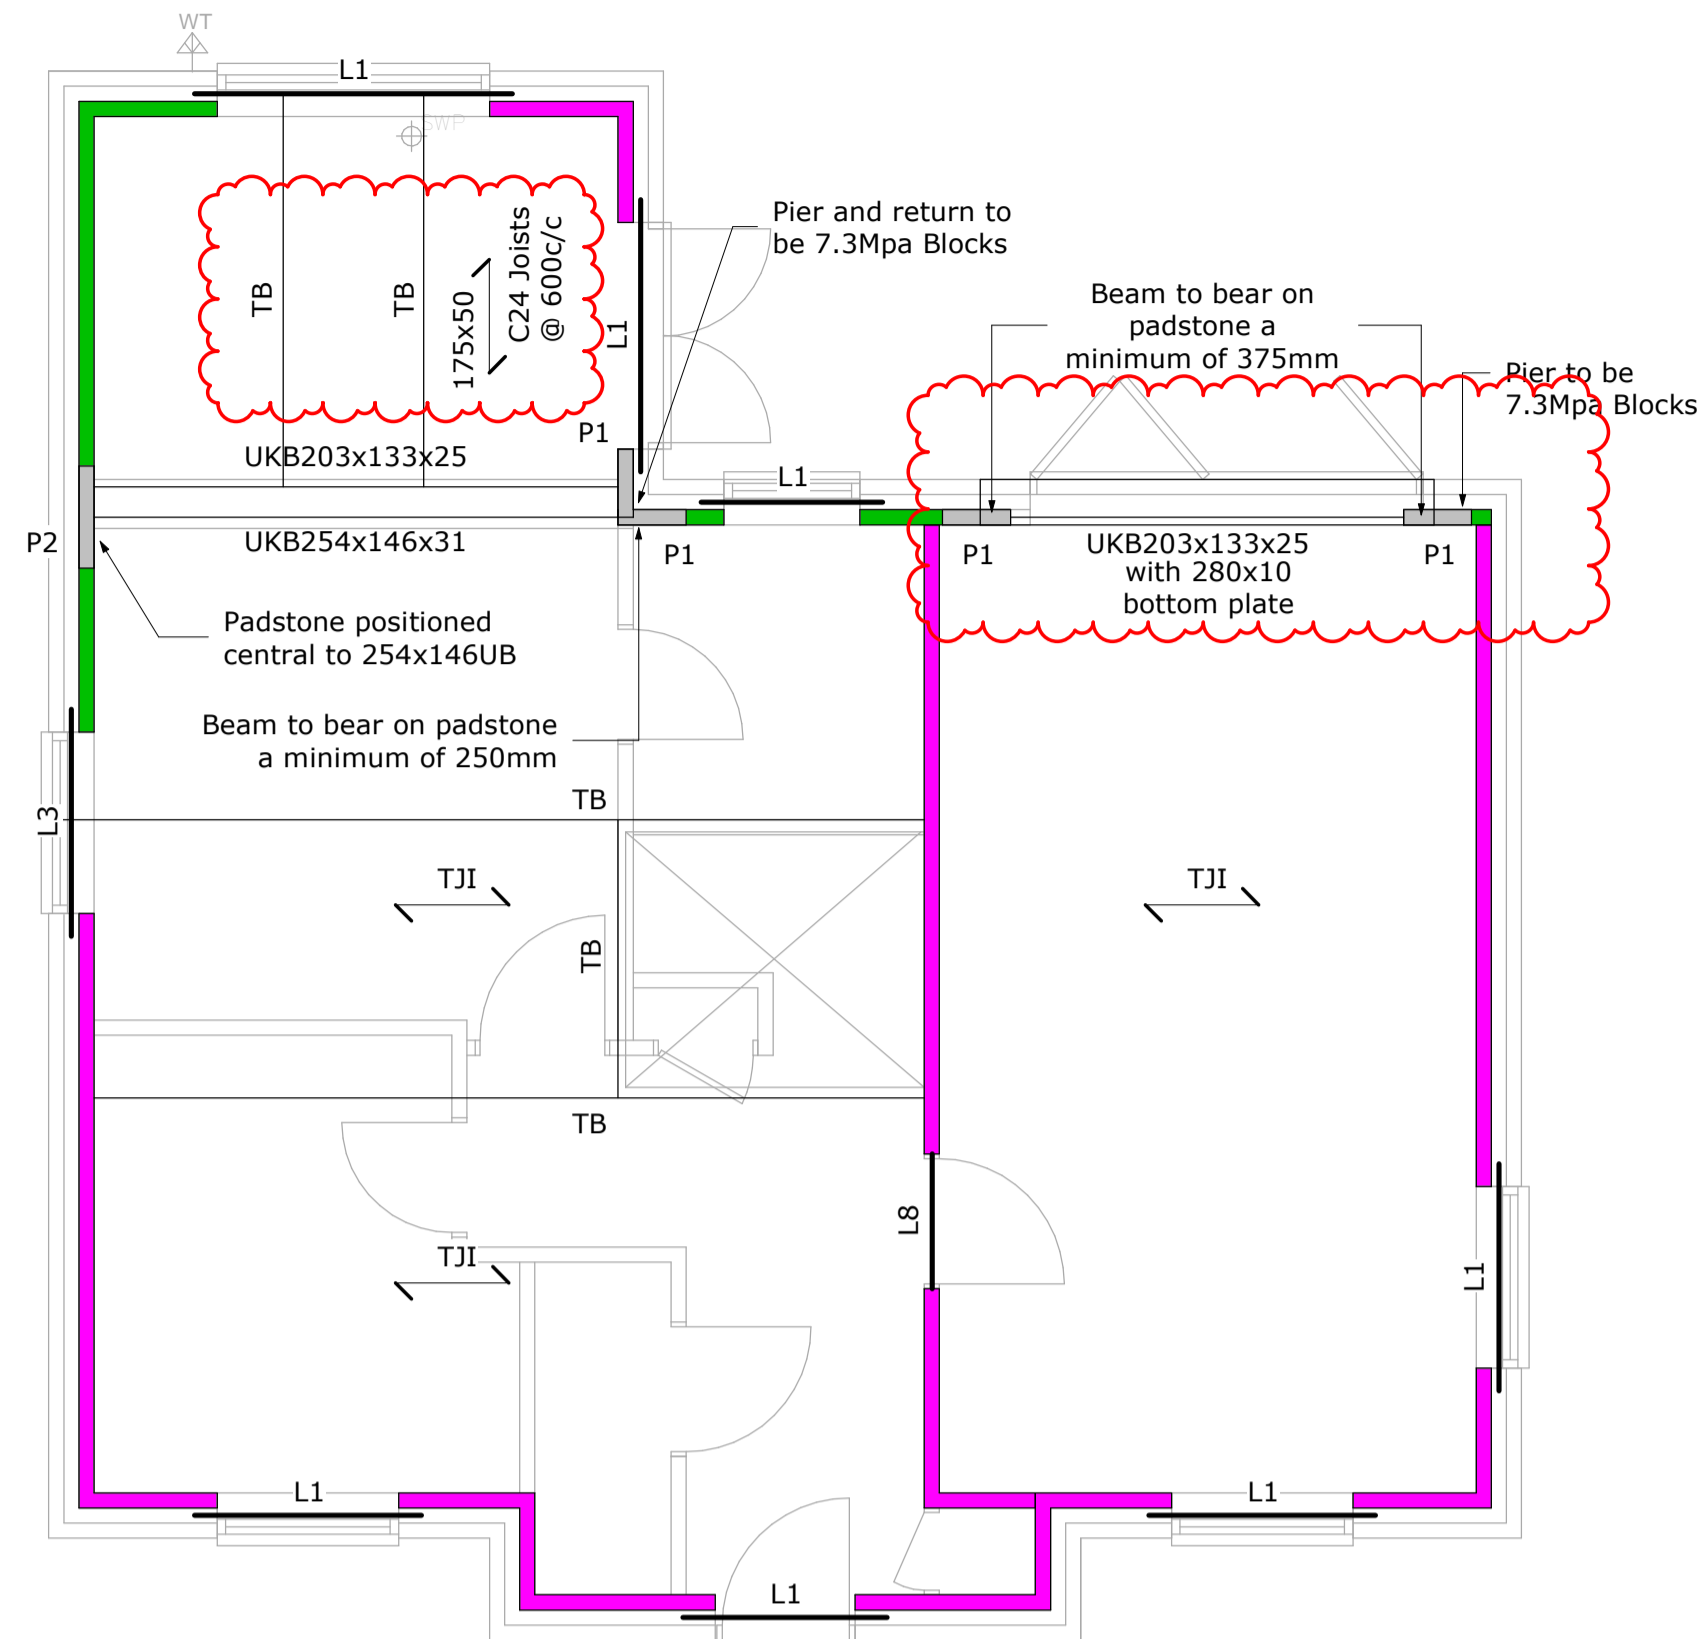 WT
L1
SWP
TB
TB
175x50
C24 Joists
@ 600c/c
L1
Pier and return to
be 7.3Mpa Blocks
Beam to bear on
padstone a
minimum of 375mm
Pier to be
7.3Mpa Blocks
P1
UKB203x133x25
L1
P2
UKB254x146x31
P1
P1
UKB203x133x25
with 280x10
bottom plate
P1
Padstone positioned
central to 254x146UB
Beam to bear on padstone
a minimum of 250mm
TB
L3
TJI
TJI
TB
TB
L8
TJI
L1
L1
L1
L1